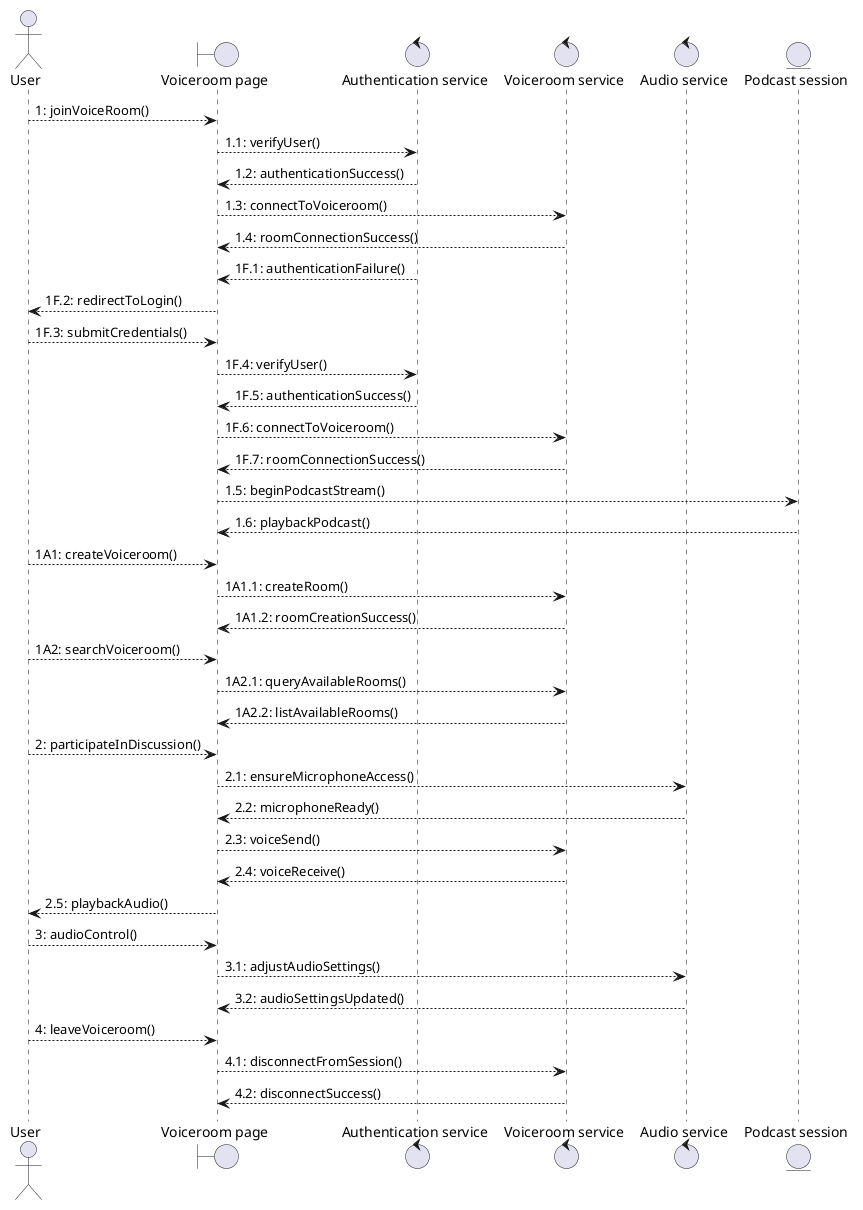 User
Voiceroom page
Authentication service
Voiceroom service
Audio service
Podcast session
1: joinVoiceRoom()
1.1: verifyUser()
1.2: authenticationSuccess()
1.3: connectToVoiceroom()
1.4: roomConnectionSuccess()
1F.1: authenticationFailure()
1F.2: redirectToLogin()
1F.3: submitCredentials()
1F.4: verifyUser()
1F.5: authenticationSuccess()
1F.6: connectToVoiceroom()
1F.7: roomConnectionSuccess()
1.5: beginPodcastStream()
1.6: playbackPodcast()
1A1: createVoiceroom()
1A1.1: createRoom()
1A1.2: roomCreationSuccess()
1A2: searchVoiceroom()
1A2.1: queryAvailableRooms()
1A2.2: listAvailableRooms()
2: participateInDiscussion()
2.1: ensureMicrophoneAccess()
2.2: microphoneReady()
2.3: voiceSend()
2.4: voiceReceive()
2.5: playbackAudio()
3: audioControl()
3.1: adjustAudioSettings()
3.2: audioSettingsUpdated()
4: leaveVoiceroom()
4.1: disconnectFromSession()
4.2: disconnectSuccess()
User
Voiceroom page
Authentication service
Voiceroom service
Audio service
Podcast session